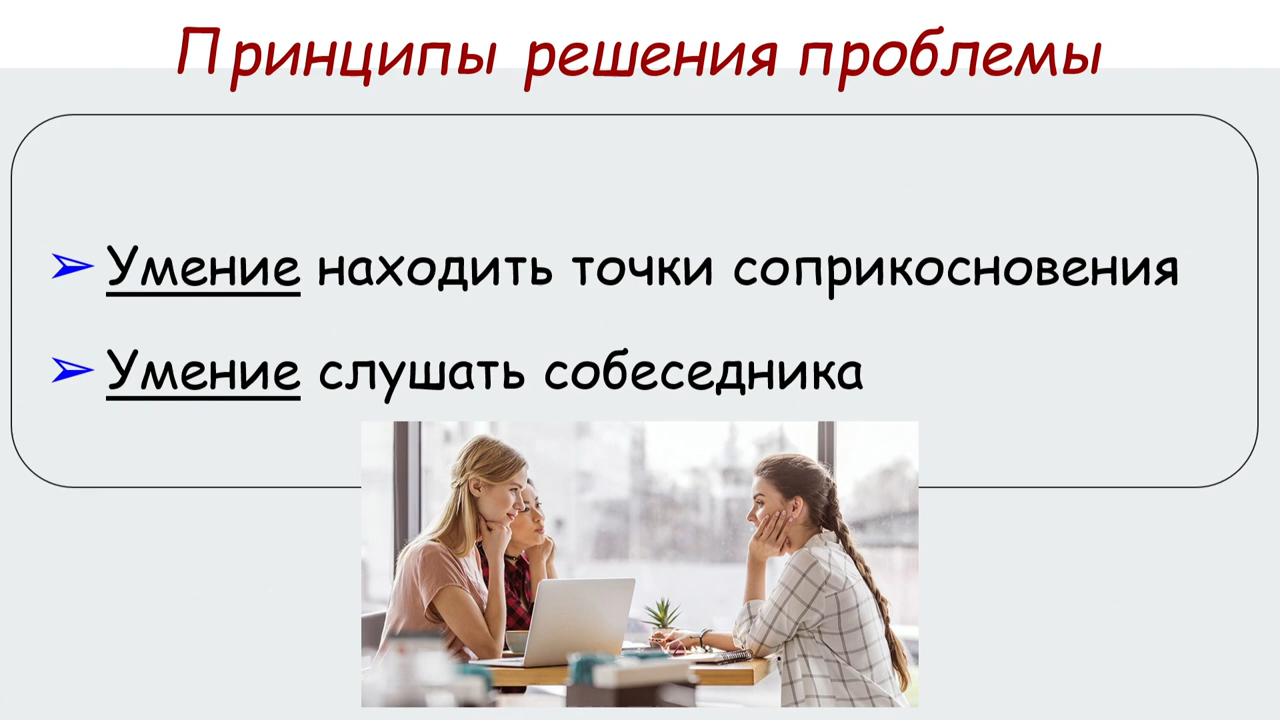 Принципы решения проблемы
➢ Умение находить точки соприкосновения
➢ Умение слушать собеседника